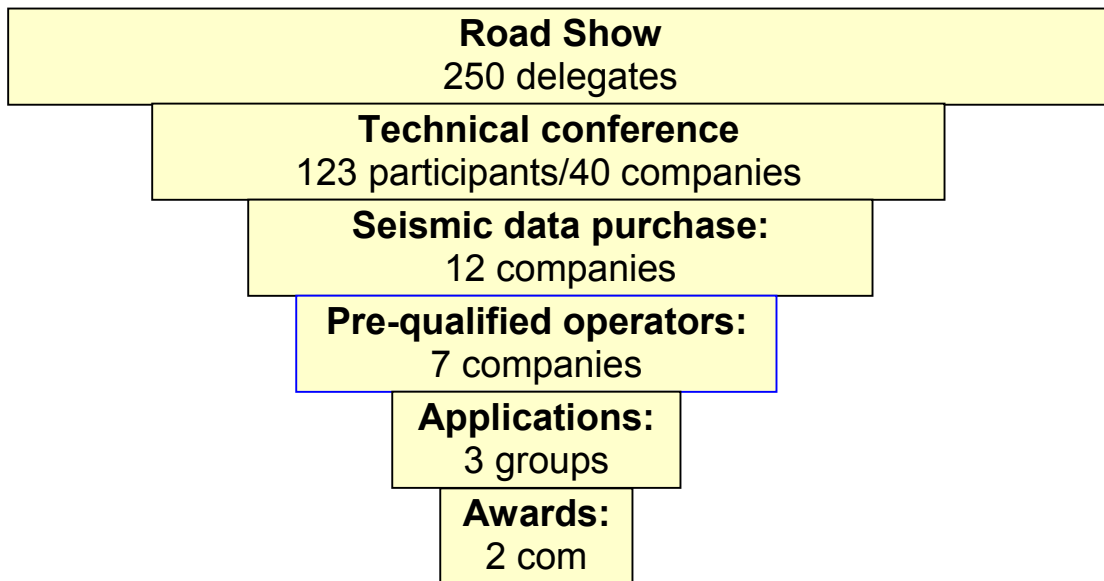 Road Show
250 delegates
Technical conference
123 participants/40 companies
Seismic data purchase:
12 companies
Pre-qualified operators:
7 companies
Applications:
3 groups
Awards:
2 com